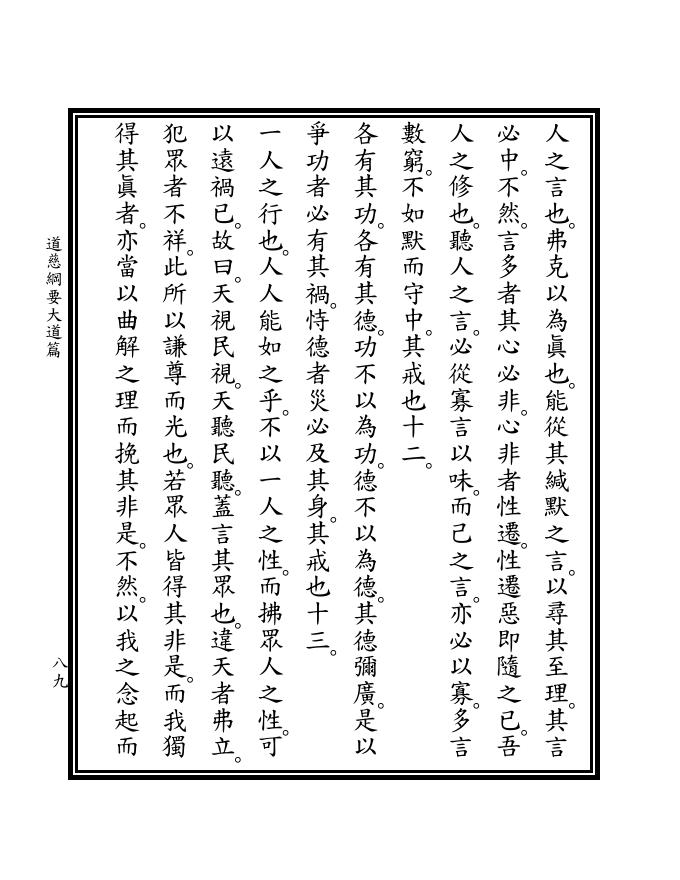 人之言也。弗克以為眞也。能從其緘默之言。以尋其至理。其言
必中。不然。言多者其心必非。心非者性遷。性遷惡即隨之已。吾
人之修也。聽人之言。必從寡言以味。而己之言。亦必以寡。多言
數窮。不如默而守中。其戒也十二。
各有其功。各有其德。功不以為功。德不以為德。其德彌廣。是以
爭功者必有其禍。恃德者災必及其身。其戒也十三。
一人之行也。人人能如之乎。不以一人之性。而拂眾人之性。可
以遠禍已。故曰。天視民視。天聽民聽。蓋言其眾也。違天者弗立。
犯眾者不祥。此所以謙尊而光也。若眾人皆得其非是。而我獨
得其眞者。亦當以曲解之理而挽其非是。不然。以我之念起而
道慈綱要大道篇
八九